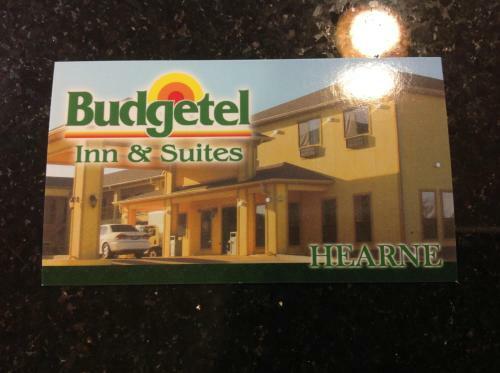 Budgetel
Inn & Suites
HEARNE